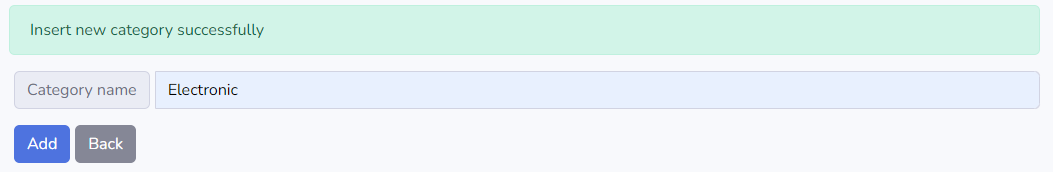 Insert new category successfully
Category name Electronic
Add Back